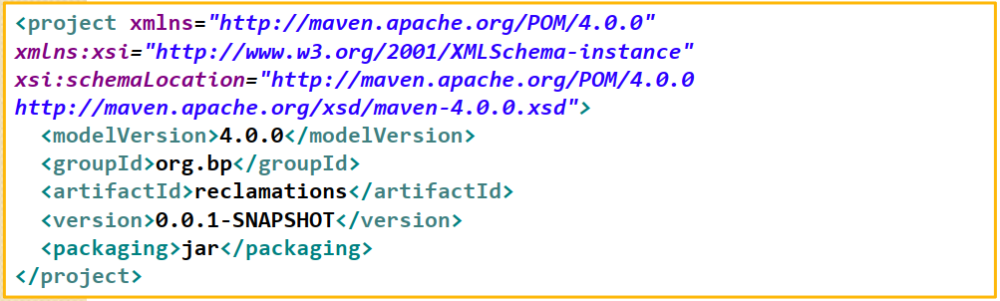 <project xmlns="http://maven.apache.org/POM/4.0.0"
xmlns:xsi="http://www.w3.org/2001/XMLSchema-instance"
xsi:schemaLocation="http://maven.apache.org/POM/4.0.0
http://maven.apache.org/xsd/maven-4.0.0.xsd">
  <modelVersion>4.0.0</modelVersion>
  <groupId>org.bp</groupId>
  <artifactId>reclamations</artifactId>
  <version>0.0.1-SNAPSHOT</version>
  <packaging>jar</packaging>
</project>